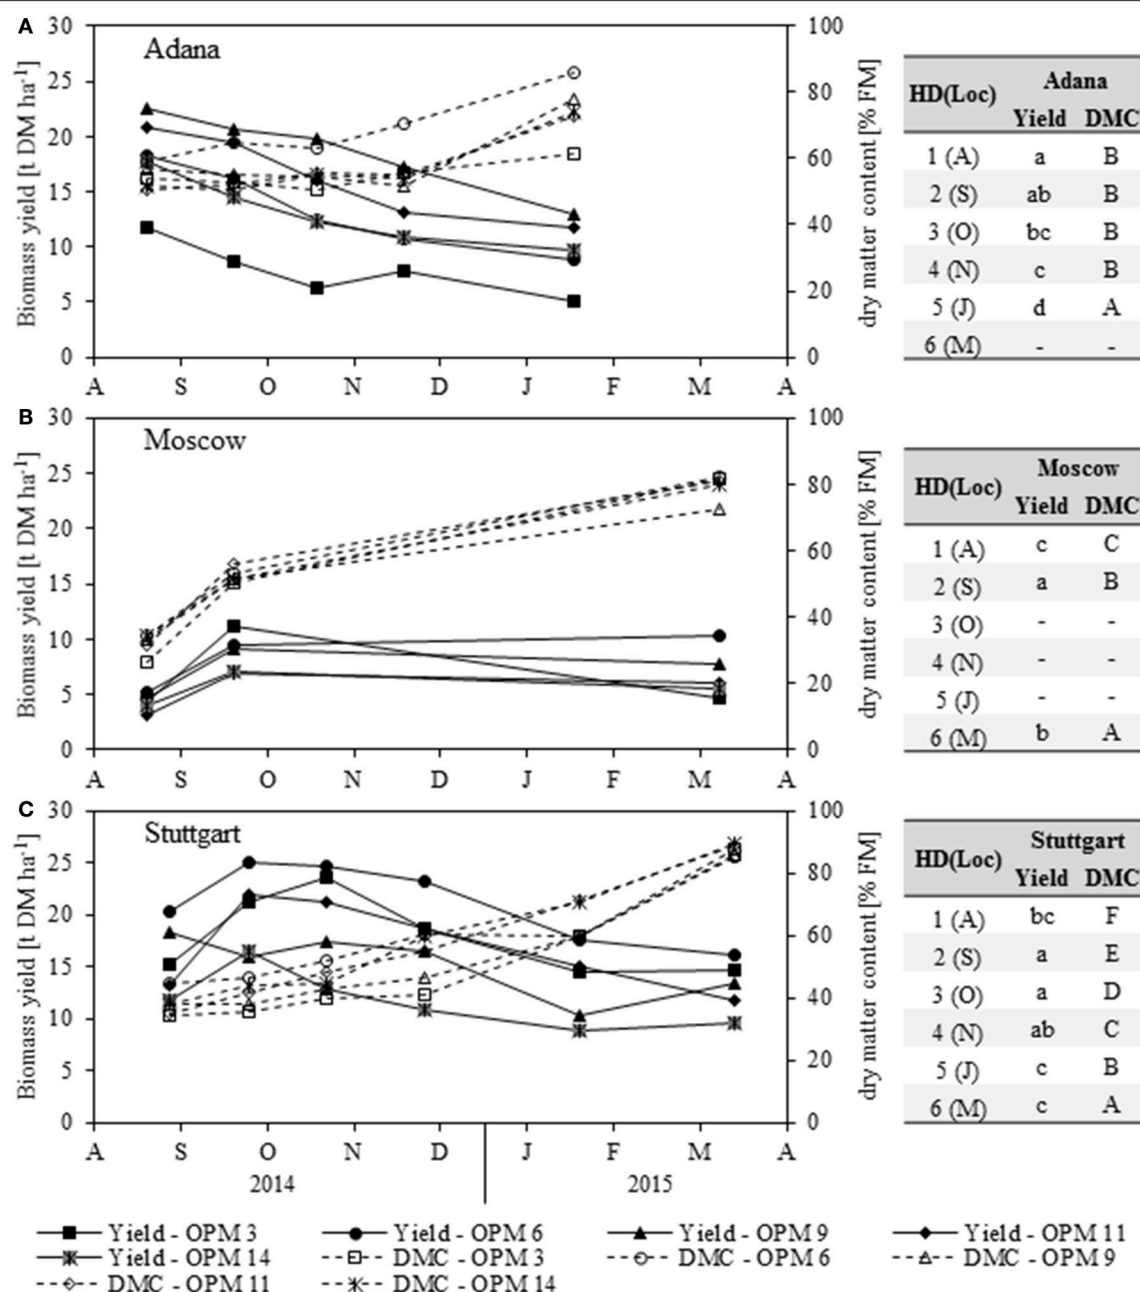 A
Adana
Biomass yield [t DM ha-1]
30
25
20
15
10
5
0
100
80
60
40
20
0
dry matter content [% FM]
A S O N D J F M A
HD(Loc) Adana
Yield DMC
1 (A) a B
2 (S) ab B
3 (O) bc B
4 (N) c B
5 (J) d A
6 (M) - -
B
Moscow
Biomass yield [t DM ha-1]
30
25
20
15
10
5
0
100
80
60
40
20
0
dry matter content [% FM]
A S O N D J F M A
HD(Loc) Moscow
Yield DMC
1 (A) c C
2 (S) a B
3 (O) - -
4 (N) - -
5 (J) - -
6 (M) b A
C
Stuttgart
Biomass yield [t DM ha-1]
30
25
20
15
10
5
0
100
80
60
40
20
0
dry matter content [% FM]
A S O N D J F M A
2014 2015
HD(Loc) Stuttgart
Yield DMC
1 (A) bc F
2 (S) a E
3 (O) a D
4 (N) ab C
5 (J) c B
6 (M) c A
Yield - OPM 3 Yield - OPM 6 Yield - OPM 9 Yield - OPM 11
Yield - OPM 14 DMC - OPM 3 DMC - OPM 6 DMC - OPM 9
DMC - OPM 11 DMC - OPM 14